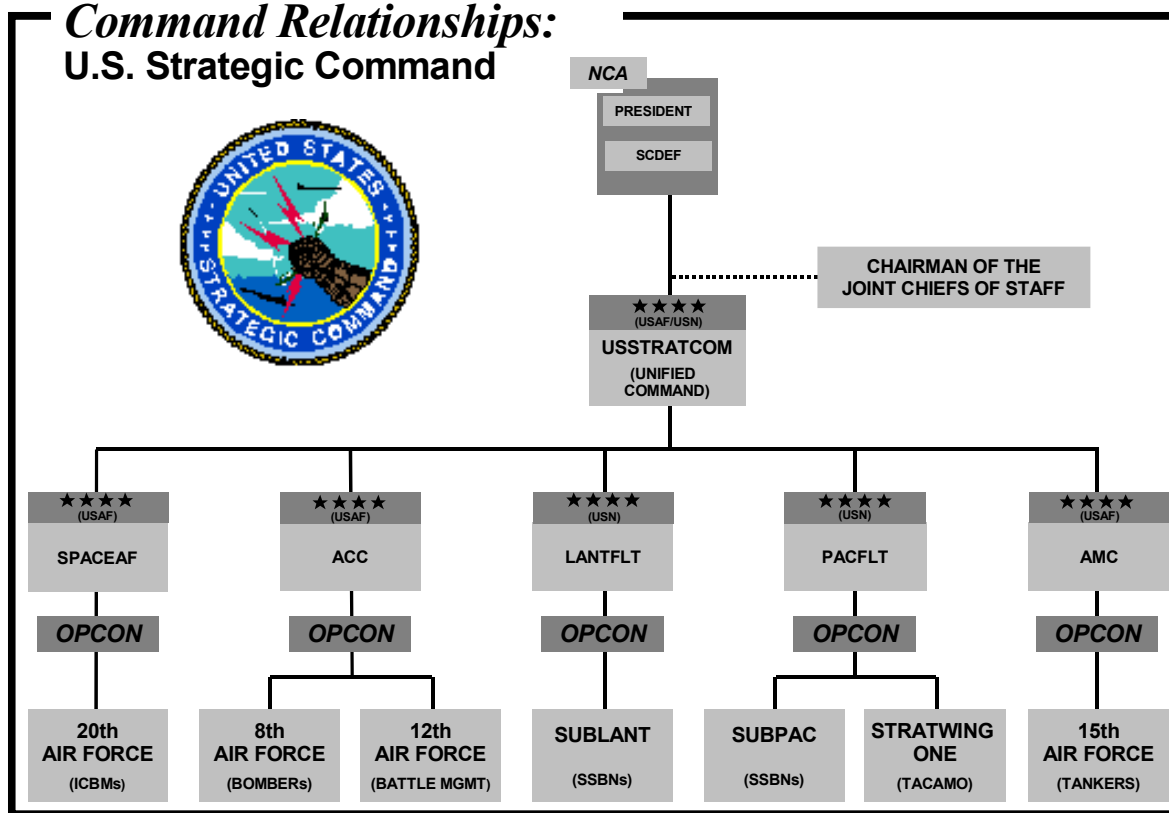 Command Relationships:
U.S. Strategic Command
NCA
PRESIDENT
SCDEF
UNITED STATES
STRATEGIC COMMAND
CHAIRMAN OF THE
JOINT CHIEFS OF STAFF
★★★★
(USAF/USN)
USSTRATCOM
(UNIFIED
COMMAND)
★★★★
(USAF)
SPACEAF
★★★★
(USAF)
ACC
★★★★
(USN)
LANTFLT
★★★★
(USN)
PACFLT
★★★★
(USAF)
AMC
OPCON
OPCON
OPCON
OPCON
OPCON
20th
AIR FORCE
(ICBMs)
8th
AIR FORCE
(BOMBERs)
12th
AIR FORCE
(BATTLE MGMT)
SUBLANT
(SSBNs)
SUBPAC
(SSBNs)
STRATWING
ONE
(TACAMO)
15th
AIR FORCE
(TANKERS)